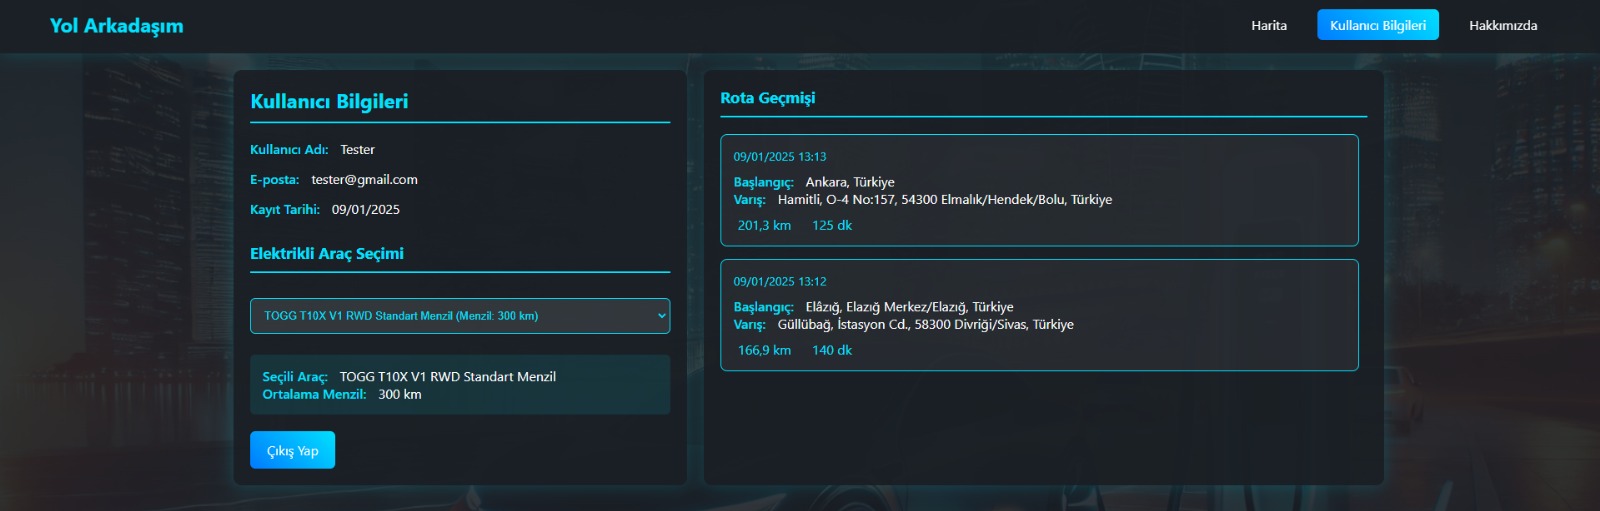 Yol Arkadaşım
Harita
Kullanıcı Bilgileri
Hakkımızda
Kullanıcı Bilgileri
Kullanıcı Adı: Tester
E-posta: tester@gmail.com
Kayıt Tarihi: 09/01/2025
Elektrikli Araç Seçimi
TOGG T10X V1 RWD Standart Menzil (Menzil: 300 km)
Seçili Araç: TOGG T10X V1 RWD Standart Menzil
Ortalama Menzil: 300 km
Çıkış Yap
Rota Geçmişi
09/01/2025 13:13
Başlangıç: Ankara, Türkiye
Varış: Hamitli, O-4 No:157, 54300 Elmalık/Hendek/Bolu, Türkiye
201,3 km 125 dk
09/01/2025 13:12
Başlangıç: Elâzığ, Elazığ Merkez/Elazığ, Türkiye
Varış: Güllübağ, İstasyon Cd., 58300 Divriği/Sivas, Türkiye
166,9 km 140 dk